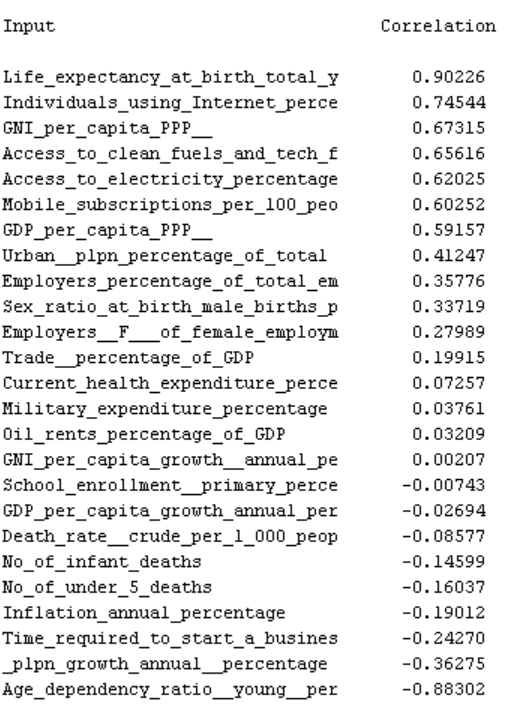 Input Correlation
Life_expectancy_at_birth_total_y 0.90226
Individuals_using_Internet_perce 0.74544
GNI_per_capita_PPP__ 0.67315
Access_to_clean_fuels_and_tech_f 0.65616
Access_to_electricity_percentage 0.62025
Mobile_subscriptions_per_100_peo 0.60252
GDP_per_capita_PPP__ 0.59157
Urban__plpn_percentage_of_total 0.41247
Employers_percentage_of_total_em 0.35776
Sex_ratio_at_birth_male_births_p 0.33719
Employers__F___of_female_employm 0.27989
Trade__percentage_of_GDP 0.19915
Current_health_expenditure_perce 0.07257
Military_expenditure_percentage 0.03761
Oil_rents_percentage_of_GDP 0.03209
GNI_per_capita_growth__annual_pe 0.00207
School_enrollment__primary_perce -0.00743
GDP_per_capita_growth_annual_per -0.02694
Death_rate__crude_per_1_000_peop -0.08577
No_of_infant_deaths -0.14599
No_of_under_5_deaths -0.16037
Inflation_annual_percentage -0.19012
Time_required_to_start_a_busines -0.24270
_plpn_growth_annual__percentage -0.36275
Age_dependency_ratio__young__per -0.88302